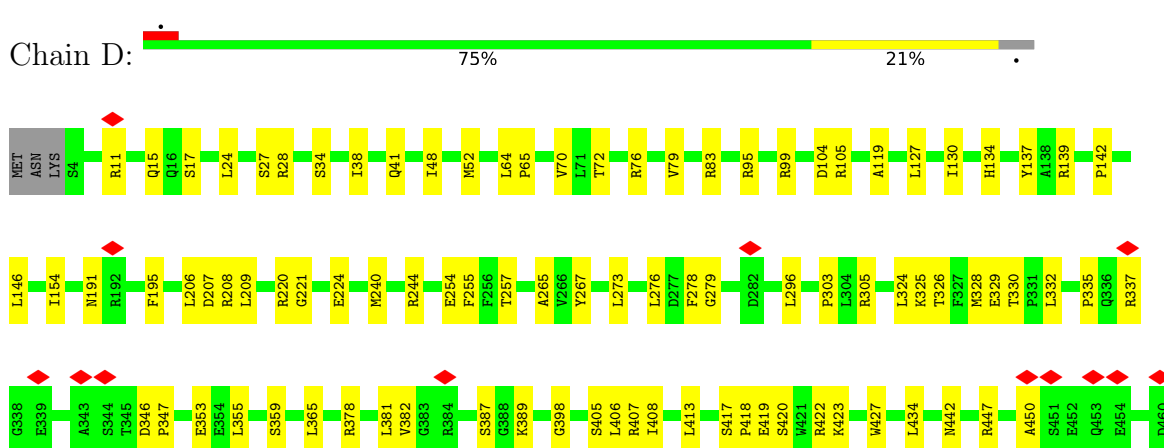 Chain D:
75% 21%
MET ASN LYS S4 R11 Q15 Q16 S17 L24 S27 R28 S34 I38 Q41 I48 M52 L64 P65 V70 L71 T72 R76 V79 R83 R95 R99 D104 R105 A119 L127 I130 H134 Y137 A138 R139 P142
L146 I154 N191 R192 F195 L206 D207 R208 L209 R220 G221 E224 M240 R244 E254 F255 F256 T257 A265 V266 Y267 L273 L276 D277 F278 G279 D282 L296 P303 L304 R305 L324 K325 T326 F327 M328 E329 T330 P331 L332 P335 Q336 R337
G338 E339 A343 S344 T345 D346 P347 E353 E354 L355 S359 L365 R378 L381 V382 G383 R384 S387 G388 K389 G398 S405 L406 R407 I408 L413 S417 P418 E419 S420 W421 R422 K423 W427 L434 N442 R447 A450 S451 E452 Q453 E454